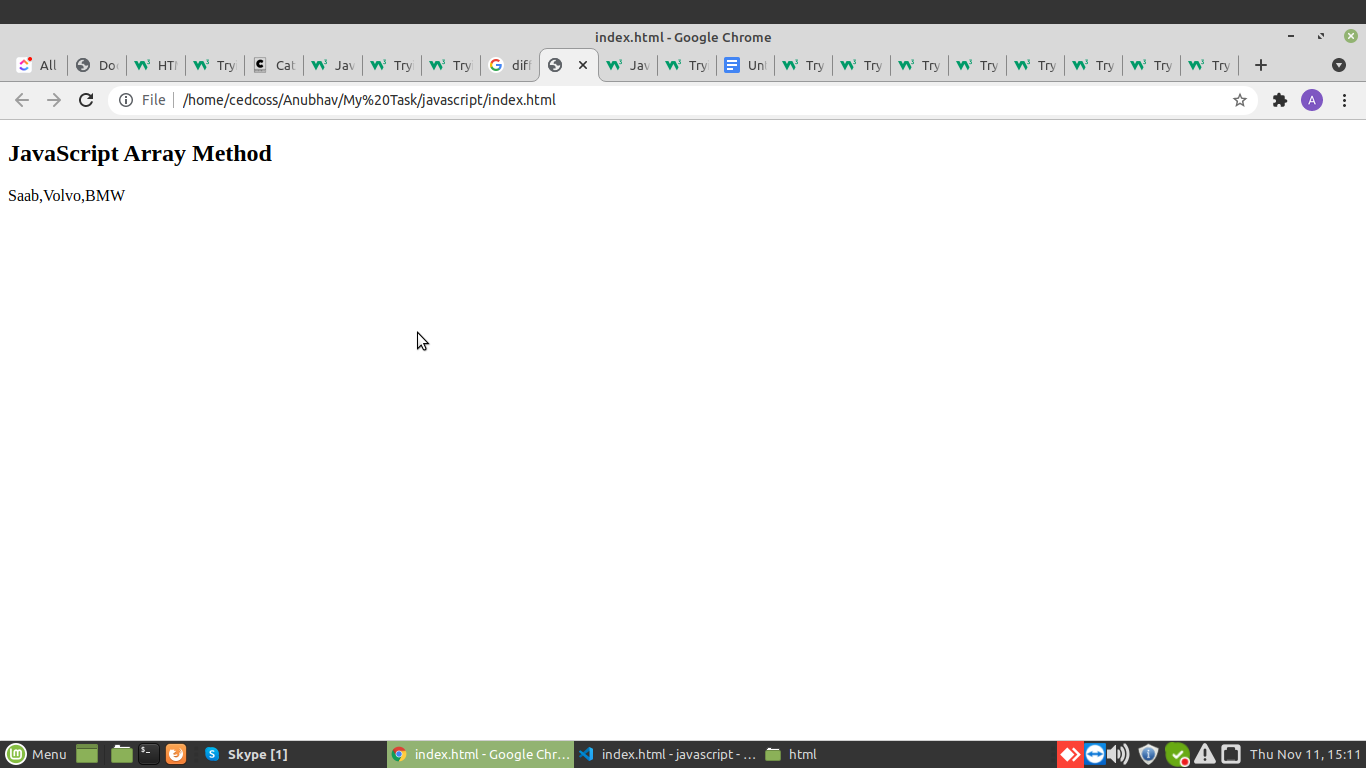 index.html - Google Chrome
All Doc HTM Try Cat Jav Try Try diff Jav Try Un Try Try Try Try Try Try Try Try
File /home/cedcoss/Anubhav/My%20Task/javascript/index.html A
JavaScript Array Method
Saab,Volvo,BMW
Menu Skype [1] index.html - Google Chr... index.html - javascript - ... html Thu Nov 11, 15:11